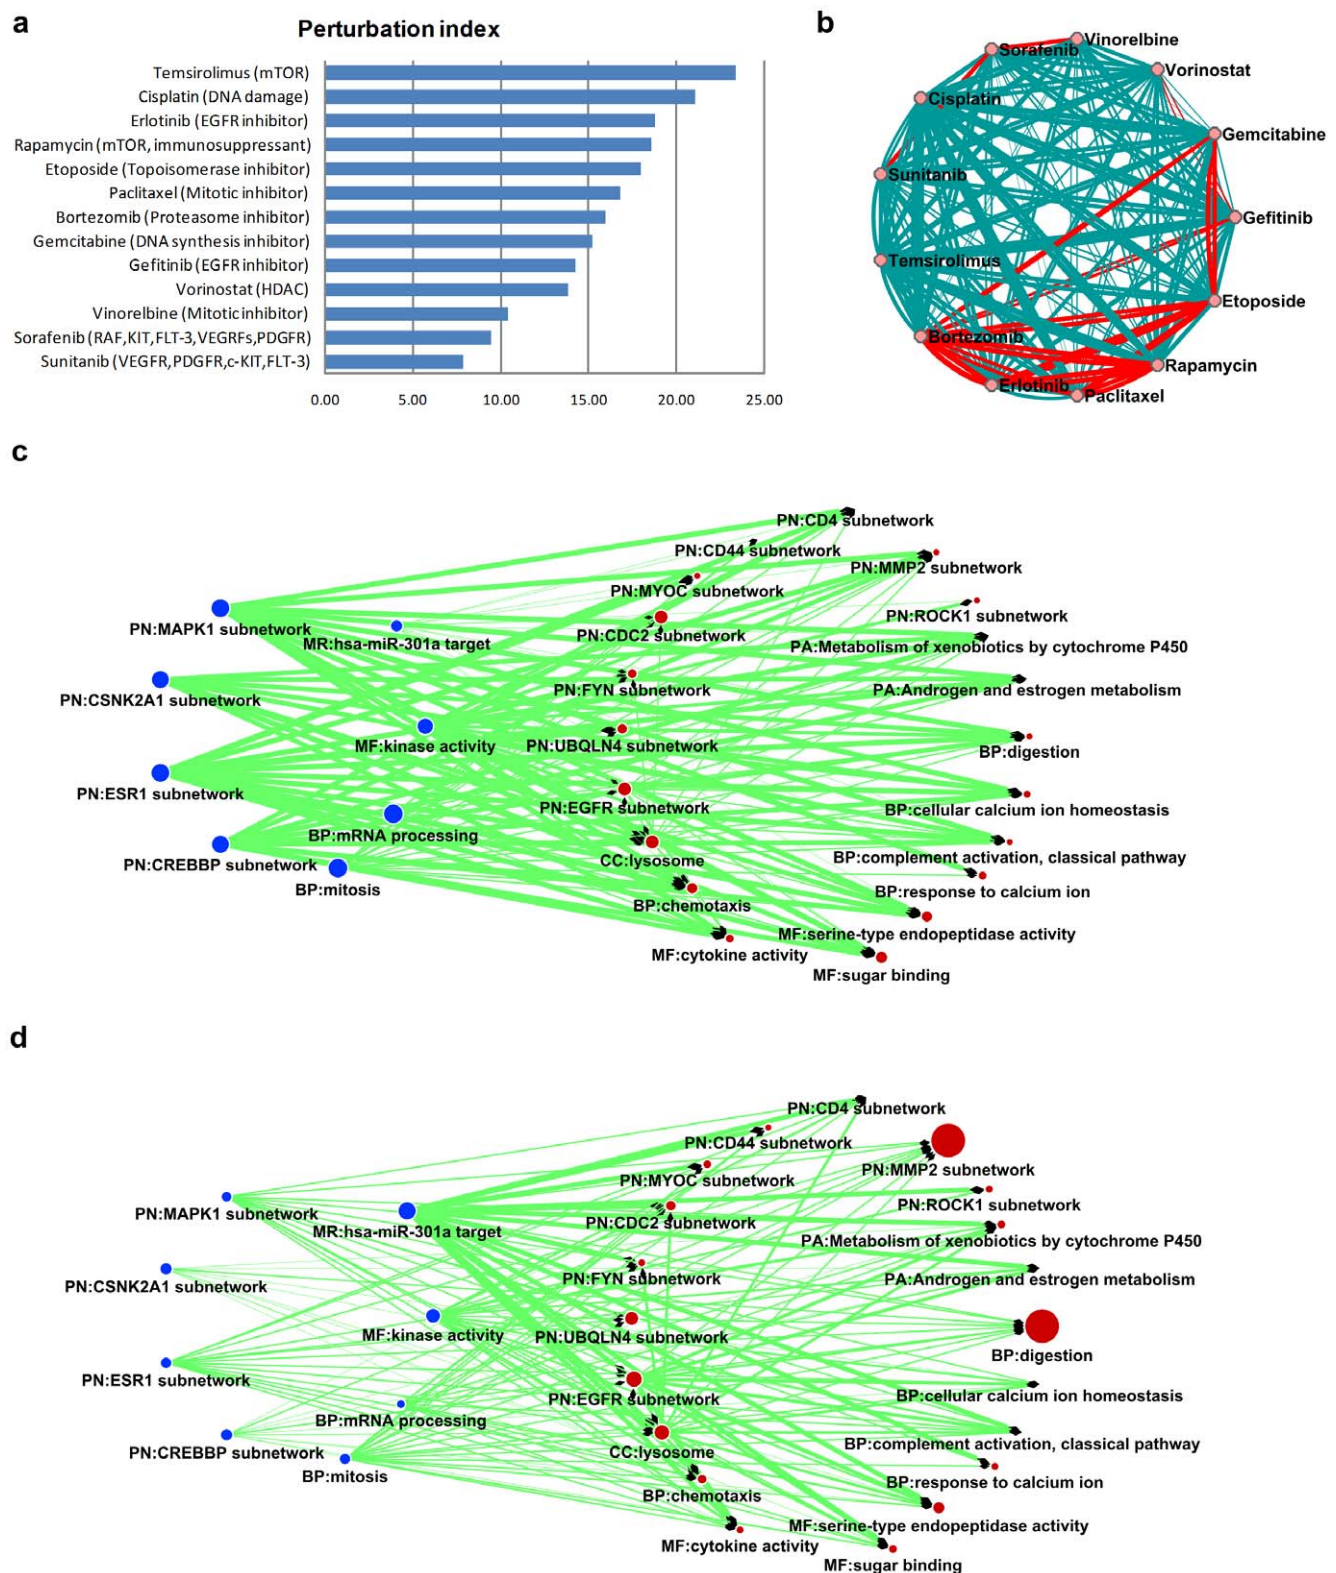 a
Perturbation index
Temsirolimus (mTOR)
Cisplatin (DNA damage)
Erlotinib (EGFR inhibitor)
Rapamycin (mTOR, immunosuppressant)
Etoposide (Topoisomerase inhibitor)
Paclitaxel (Mitotic inhibitor)
Bortezomib (Proteasome inhibitor)
Gemcitabine (DNA synthesis inhibitor)
Gefitinib (EGFR inhibitor)
Vorinostat (HDAC)
Vinorelbine (Mitotic inhibitor)
Sorafenib (RAF,KIT,FLT-3,VEGRFs,PDGFR)
Sunitanib (VEGFR,PDGFR,c-KIT,FLT-3)
0.00 5.00 10.00 15.00 20.00 25.00
b
Vinorelbine
Sorafenib
Vorinostat
Cisplatin
Gemcitabine
Sunitanib
Gefitinib
Temsirolimus
Etoposide
Bortezomib
Rapamycin
Erlotinib
Paclitaxel
c
PN:CD4 subnetwork
PN:CD44 subnetwork
PN:MMP2 subnetwork
PN:MYOC subnetwork
PN:ROCK1 subnetwork
PN:MAPK1 subnetwork
PN:CDC2 subnetwork
MR:hsa-miR-301a target
PA:Metabolism of xenobiotics by cytochrome P450
PN:FYN subnetwork
PA:Androgen and estrogen metabolism
PN:CSNK2A1 subnetwork
MF:kinase activity
PN:UBQLN4 subnetwork
BP:digestion
PN:ESR1 subnetwork
PN:EGFR subnetwork
BP:cellular calcium ion homeostasis
BP:mRNA processing
PN:CREBBP subnetwork
CC:lysosome
BP:complement activation, classical pathway
BP:mitosis
BP:response to calcium ion
BP:chemotaxis
MF:serine-type endopeptidase activity
MF:cytokine activity
MF:sugar binding
d
PN:CD4 subnetwork
PN:CD44 subnetwork
PN:MMP2 subnetwork
PN:MYOC subnetwork
PN:ROCK1 subnetwork
PN:MAPK1 subnetwork
PN:CDC2 subnetwork
MR:hsa-miR-301a target
PA:Metabolism of xenobiotics by cytochrome P450
PN:FYN subnetwork
PA:Androgen and estrogen metabolism
PN:CSNK2A1 subnetwork
MF:kinase activity
PN:UBQLN4 subnetwork
BP:digestion
PN:ESR1 subnetwork
PN:EGFR subnetwork
BP:cellular calcium ion homeostasis
BP:mRNA processing
PN:CREBBP subnetwork
CC:lysosome
BP:complement activation, classical pathway
BP:mitosis
BP:response to calcium ion
BP:chemotaxis
MF:serine-type endopeptidase activity
MF:cytokine activity
MF:sugar binding